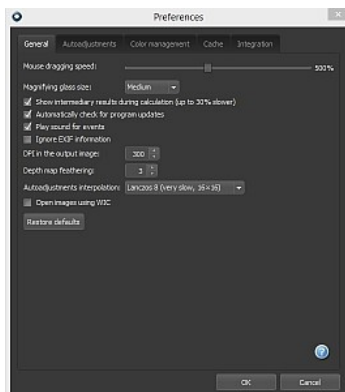 Preferences
General Autoadjustments Color management Cache Integration
Mouse dragging speed: 500%
Magnifying glass size: Medium
Show intermediary results during calculation (up to 30% slower)
Automatically check for program updates
Play sound for events
Ignore EXIF information
DPI in the output image: 300
Depth map feathering: 3
Autoadjustments interpolation: Lanczos 8 (very slow, 16×16)
Open images using WIC
Restore defaults
OK Cancel